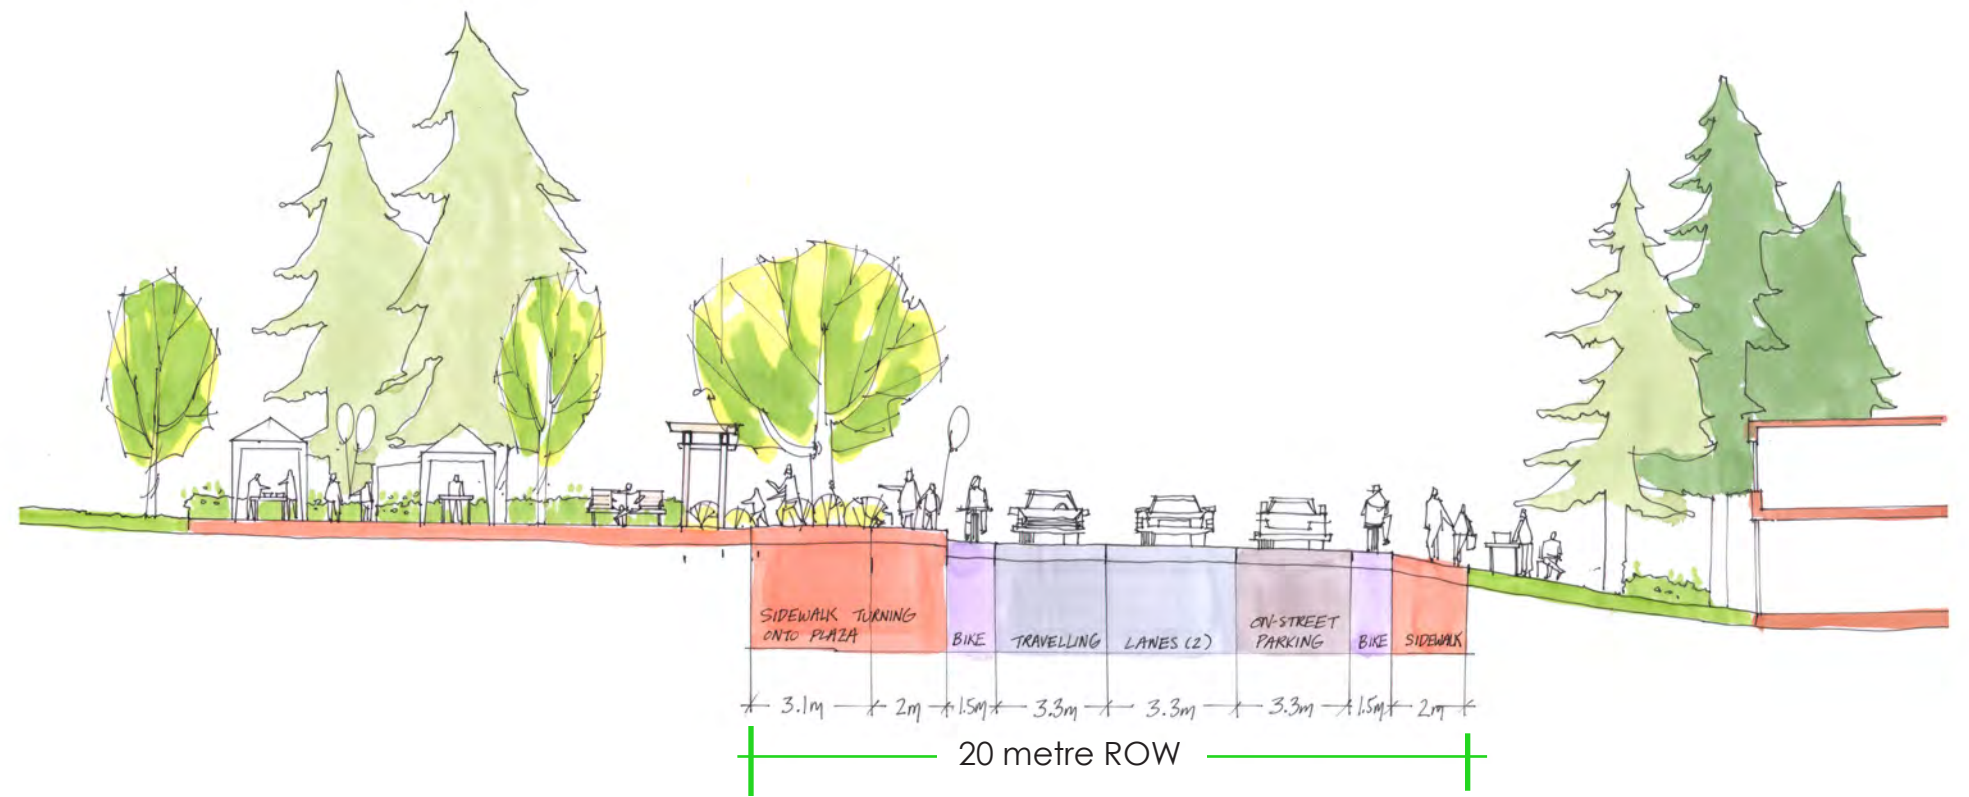 SIDEWALK TURNING
ONTO PLAZA
BIKE
TRAVELLING
LANES (2)
ON-STREET
PARKING
BIKE
SIDEWALK
3.1m
2m
1.5m
3.3m
3.3m
3.3m
1.5m
2m
20 metre ROW